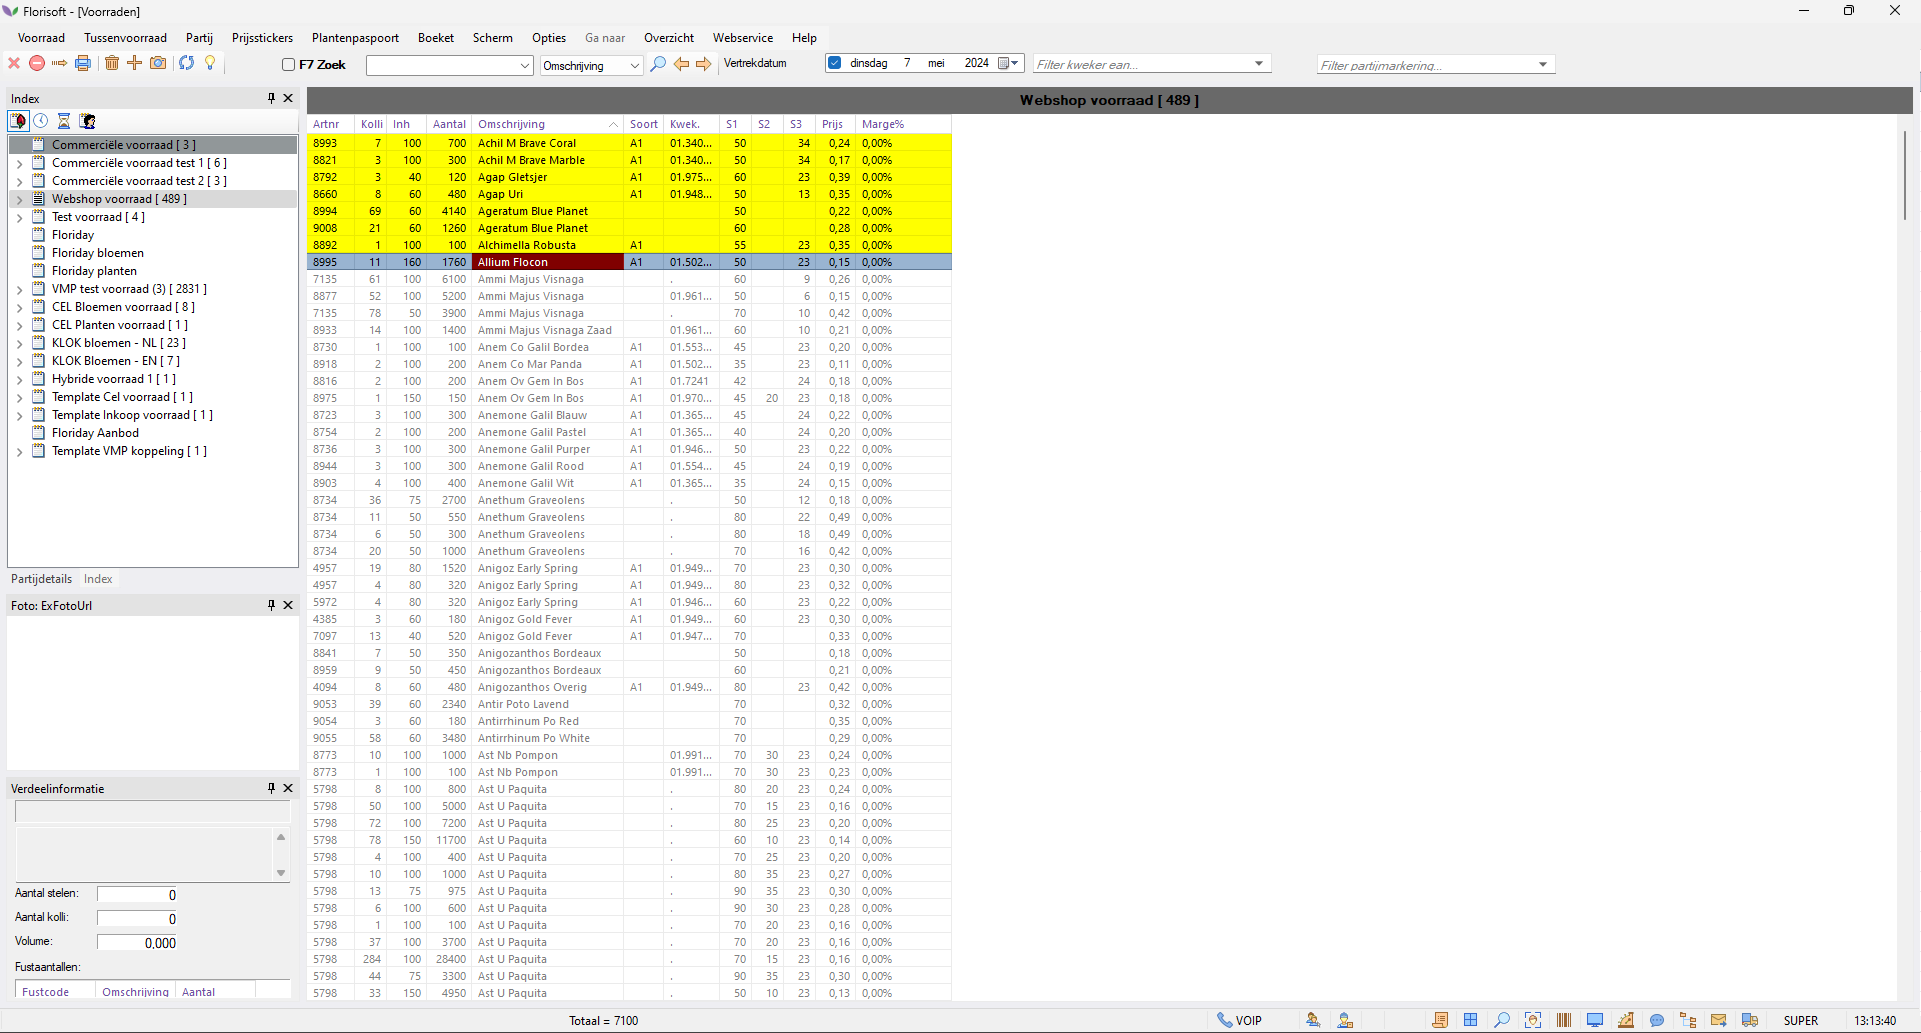 Florisoft - [Voorraden]
Voorraad Tussenvoorraad Partij Prijsstickers Plantenpaspoort Boeket Scherm Opties Ga naar Overzicht Webservice Help
F7 Zoek Omschrijving Vertrekdatum dinsdag 7 mei 2024 Filter kweker ean... Filter partijmarkering...
Index
Commerciële voorraad [ 3 ]
Commerciële voorraad test 1 [ 6 ]
Commerciële voorraad test 2 [ 3 ]
Webshop voorraad [ 489 ]
Test voorraad [ 4 ]
Floriday
Floriday bloemen
Floriday planten
VMP test voorraad (3) [ 2831 ]
CEL Bloemen voorraad [ 8 ]
CEL Planten voorraad [ 1 ]
KLOK bloemen - NL [ 23 ]
KLOK Bloemen - EN [ 7 ]
Hybride voorraad 1 [ 1 ]
Template Cel voorraad [ 1 ]
Template Inkoop voorraad [ 1 ]
Floriday Aanbod
Template VMP koppeling [ 1 ]
Partijdetails Index
Foto: ExFotoUrl
Verdeelinformatie
Aantal stelen: 0
Aantal kolli: 0
Volume: 0,000
Fustaantallen:
Fustcode Omschrijving Aantal
Webshop voorraad [ 489 ]
Artnr Kolli Inh Aantal Omschrijving Soort Kwek. S1 S2 S3 Prijs Marge%
8993 7 100 700 Achil M Brave Coral A1 01.340... 50 34 0,24 0,00%
8821 3 100 300 Achil M Brave Marble A1 01.340... 50 34 0,17 0,00%
8792 3 40 120 Agap Gletsjer A1 01.975... 60 23 0,39 0,00%
8660 8 60 480 Agap Uri A1 01.948... 50 13 0,35 0,00%
8994 69 60 4140 Ageratum Blue Planet 50 0,22 0,00%
9008 21 60 1260 Ageratum Blue Planet 60 0,28 0,00%
8892 1 100 100 Alchimella Robusta A1 55 23 0,35 0,00%
8995 11 160 1760 Allium Flocon A1 01.502... 50 23 0,15 0,00%
7135 61 100 6100 Ammi Majus Visnaga . 60 9 0,26 0,00%
8877 52 100 5200 Ammi Majus Visnaga 01.961... 50 6 0,15 0,00%
7135 78 50 3900 Ammi Majus Visnaga . 70 10 0,42 0,00%
8933 14 100 1400 Ammi Majus Visnaga Zaad 01.961... 60 10 0,21 0,00%
8730 1 100 100 Anem Co Galil Bordea A1 01.553... 45 23 0,20 0,00%
8918 2 100 200 Anem Co Mar Panda A1 01.502... 35 23 0,11 0,00%
8816 2 100 200 Anem Ov Gem In Bos A1 01.7241 42 24 0,18 0,00%
8975 1 150 150 Anem Ov Gem In Bos A1 01.970... 45 20 23 0,18 0,00%
8723 3 100 300 Anemone Galil Blauw A1 01.365... 45 24 0,22 0,00%
8754 2 100 200 Anemone Galil Pastel A1 01.365... 40 24 0,20 0,00%
8736 3 100 300 Anemone Galil Purper A1 01.946... 50 23 0,22 0,00%
8944 3 100 300 Anemone Galil Rood A1 01.554... 45 24 0,19 0,00%
8903 4 100 400 Anemone Galil Wit A1 01.365... 35 24 0,15 0,00%
8734 36 75 2700 Anethum Graveolens . 50 12 0,18 0,00%
8734 11 50 550 Anethum Graveolens . 80 22 0,49 0,00%
8734 6 50 300 Anethum Graveolens . 80 18 0,49 0,00%
8734 20 50 1000 Anethum Graveolens . 70 16 0,42 0,00%
4957 19 80 1520 Anigoz Early Spring A1 01.949... 70 23 0,30 0,00%
4957 4 80 320 Anigoz Early Spring A1 01.949... 80 23 0,32 0,00%
5972 4 80 320 Anigoz Early Spring A1 01.946... 60 23 0,22 0,00%
4385 3 60 180 Anigoz Gold Fever A1 01.949... 60 23 0,30 0,00%
7097 13 40 520 Anigoz Gold Fever A1 01.947... 70 0,33 0,00%
8841 7 50 350 Anigozanthos Bordeaux 50 0,18 0,00%
8959 9 50 450 Anigozanthos Bordeaux 60 0,21 0,00%
4094 8 60 480 Anigozanthos Overig A1 01.949... 80 23 0,42 0,00%
9053 39 60 2340 Antir Poto Lavend 70 0,32 0,00%
9054 3 60 180 Antirrhinum Po Red 70 0,35 0,00%
9055 58 60 3480 Antirrhinum Po White 70 0,29 0,00%
8773 10 100 1000 Ast Nb Pompon 01.991... 70 30 23 0,24 0,00%
8773 1 100 100 Ast Nb Pompon 01.991... 70 30 23 0,23 0,00%
5798 8 100 800 Ast U Paquita . 80 20 23 0,24 0,00%
5798 50 100 5000 Ast U Paquita . 70 15 23 0,16 0,00%
5798 72 100 7200 Ast U Paquita . 80 25 23 0,20 0,00%
5798 78 150 11700 Ast U Paquita . 60 10 23 0,14 0,00%
5798 4 100 400 Ast U Paquita . 70 25 23 0,20 0,00%
5798 10 100 1000 Ast U Paquita . 80 35 23 0,27 0,00%
5798 13 75 975 Ast U Paquita . 90 35 23 0,30 0,00%
5798 6 100 600 Ast U Paquita . 90 30 23 0,28 0,00%
5798 1 100 100 Ast U Paquita . 70 20 23 0,16 0,00%
5798 37 100 3700 Ast U Paquita . 70 20 23 0,16 0,00%
5798 284 100 28400 Ast U Paquita . 70 15 23 0,16 0,00%
5798 44 75 3300 Ast U Paquita . 90 35 23 0,30 0,00%
5798 33 150 4950 Ast U Paquita . 50 10 23 0,13 0,00%
Totaal = 7100 VOIP SUPER 13:13:40